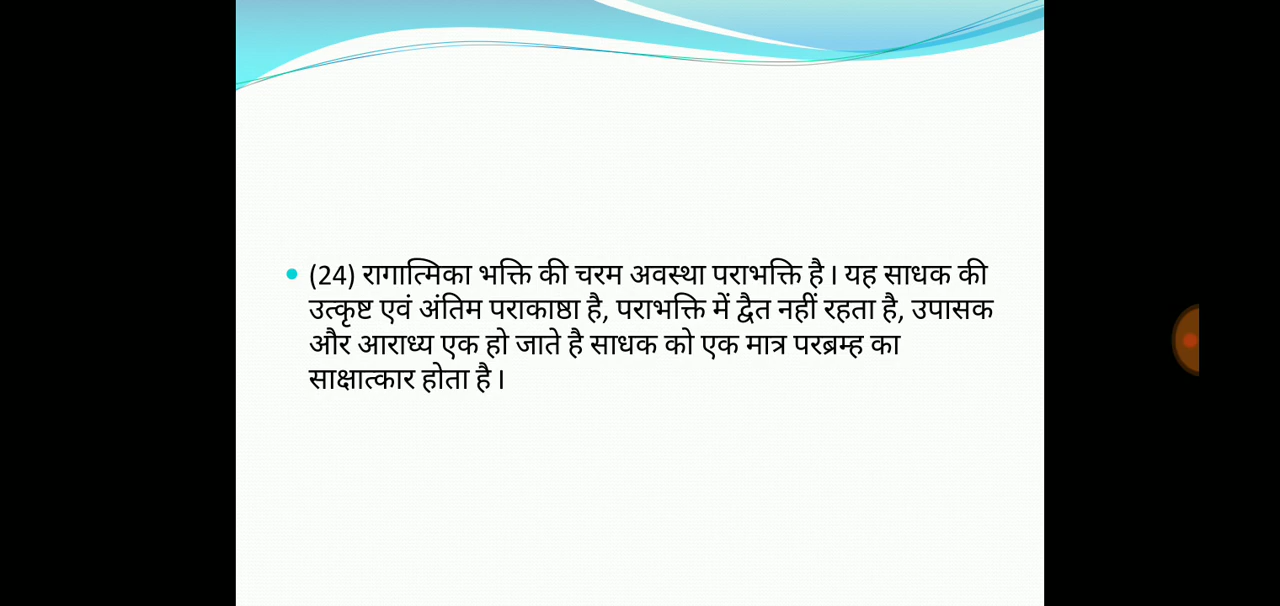 (24) रागात्मिका भक्ति की चरम अवस्था पराभक्ति है । यह साधक की
उत्कृष्ट एवं अंतिम पराकाष्ठा है, पराभक्ति में द्वैत नहीं रहता है, उपासक
और आराध्य एक हो जाते है साधक को एक मात्र परब्रम्ह का
साक्षात्कार होता है ।